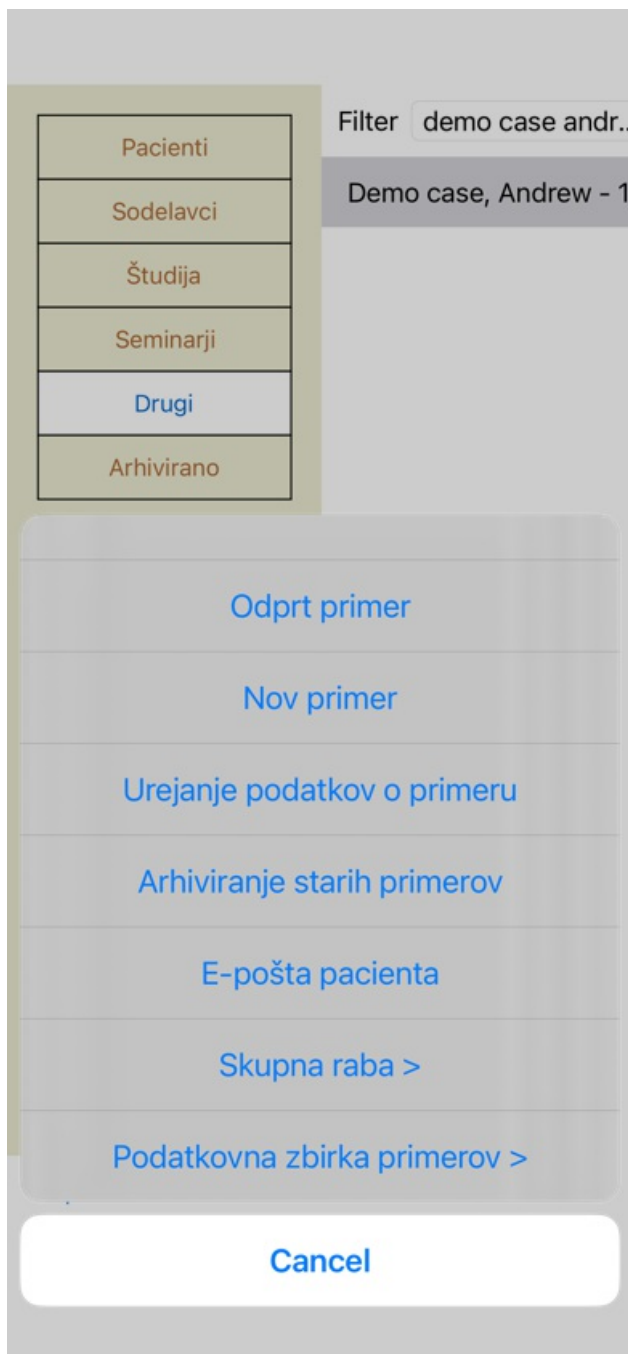 Filter demo case andr..
Pacienti
Demo case, Andrew - 1
Sodelavci
Študija
Seminarji
Drugi
Arhivirano
Odprt primer
Nov primer
Urejanje podatkov o primeru
Arhiviranje starih primerov
E-pošta pacienta
Skupna raba >
Podatkovna zbirka primerov >
Cancel